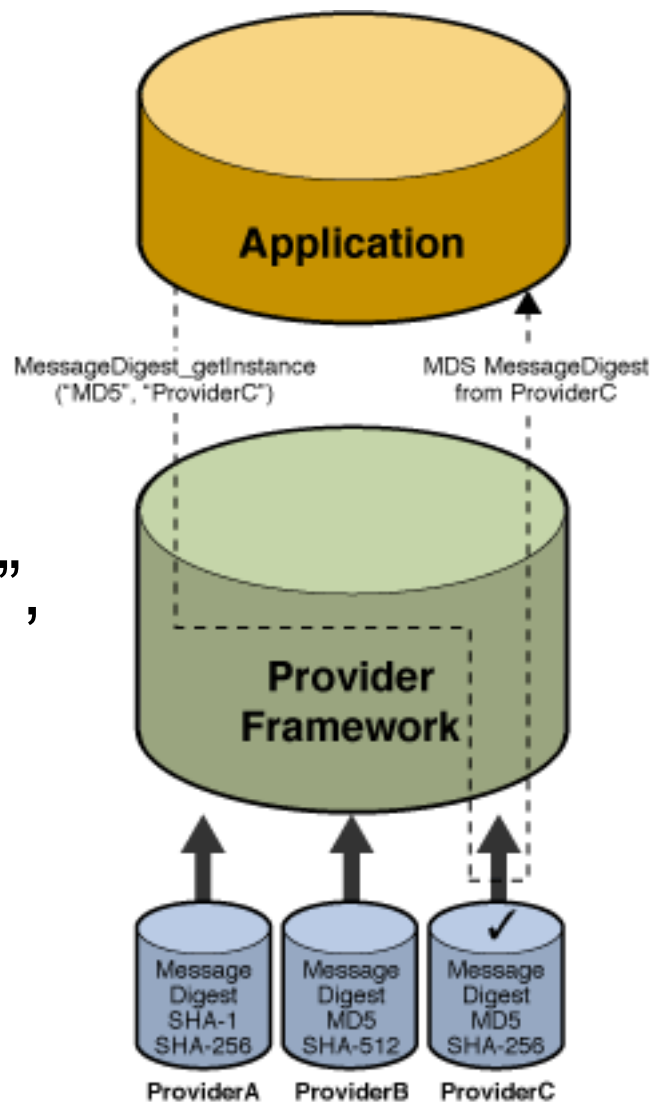 Application
MessageDigest_getInstance
(“MD5”, “ProviderC”)
MDS MessageDigest
from ProviderC
”,
Provider
Framework
Message
Digest
SHA-1
SHA-256
Message
Digest
MD5
SHA-512
✓
Message
Digest
MD5
SHA-256
ProviderA
ProviderB
ProviderC